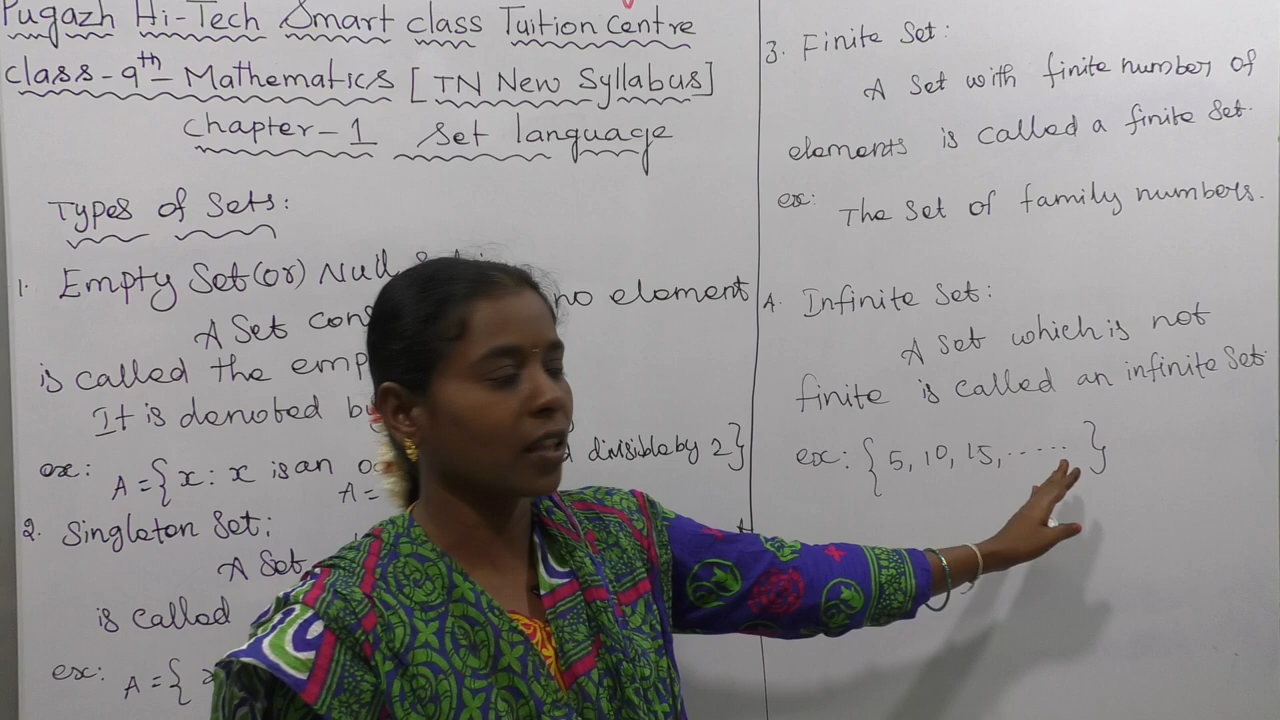 Pugazh Hi-Tech Smart class Tuition Centre
Class-9th Mathematics [TN New Syllabus]
Chapter-1 Set language
Types of Sets:
1. Empty Set (or) Null
A Set no element
is called the
It is denoted by
ex: A={x: x is an divisible by 2}
A=
2. Singleton Set:
A Set
is called
ex: A={
3. Finite Set:
A Set with finite number of
elements is called a finite Set.
ex: The Set of family numbers.
4. Infinite Set:
A Set which is not
finite is called an infinite Set.
ex: {5, 10, 15, ......}